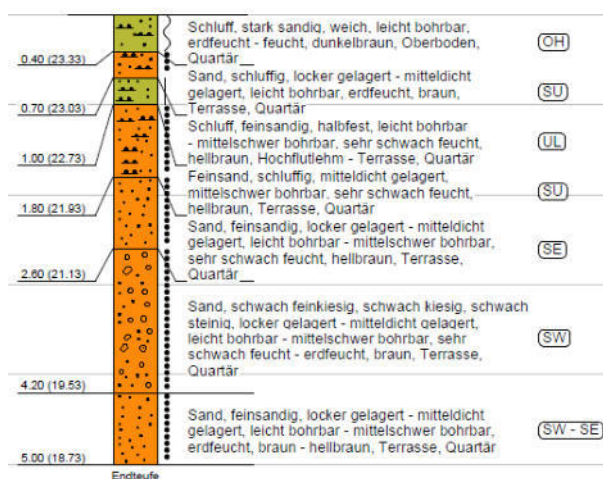 Schluff, stark sandig, weich, leicht bohrbar,
erdfeucht - feucht, dunkelbraun, Oberboden,
Quartär
OH
0.40 (23.33)
Sand, schluffig, locker gelagert - mitteldicht
gelagert, leicht bohrbar, erdfeucht, braun,
Terrasse, Quartär
SU
0.70 (23.03)
Schluff, feinsandig, halbfest, leicht bohrbar
- mittelschwer bohrbar, sehr schwach feucht,
hellbraun, Hochflutlehm - Terrasse, Quartär
UL
1.00 (22.73)
Feinsand, schluffig, mitteldicht gelagert,
mittelschwer bohrbar, sehr schwach feucht,
hellbraun, Terrasse, Quartär
SU
1.80 (21.93)
Sand, feinsandig, locker gelagert - mitteldicht
gelagert, leicht bohrbar - mittelschwer bohrbar,
sehr schwach feucht, hellbraun, Terrasse,
Quartär
SE
2.60 (21.13)
Sand, schwach feinkiesig, schwach kiesig, schwach
steinig, locker gelagert - mitteldicht gelagert,
leicht bohrbar - mittelschwer bohrbar, sehr
schwach feucht - erdfeucht, braun, Terrasse,
Quartär
SW
4.20 (19.53)
Sand, feinsandig, locker gelagert - mitteldicht
gelagert, leicht bohrbar - mittelschwer bohrbar,
erdfeucht, braun - hellbraun, Terrasse, Quartär
SW - SE
5.00 (18.73)
Endteufe